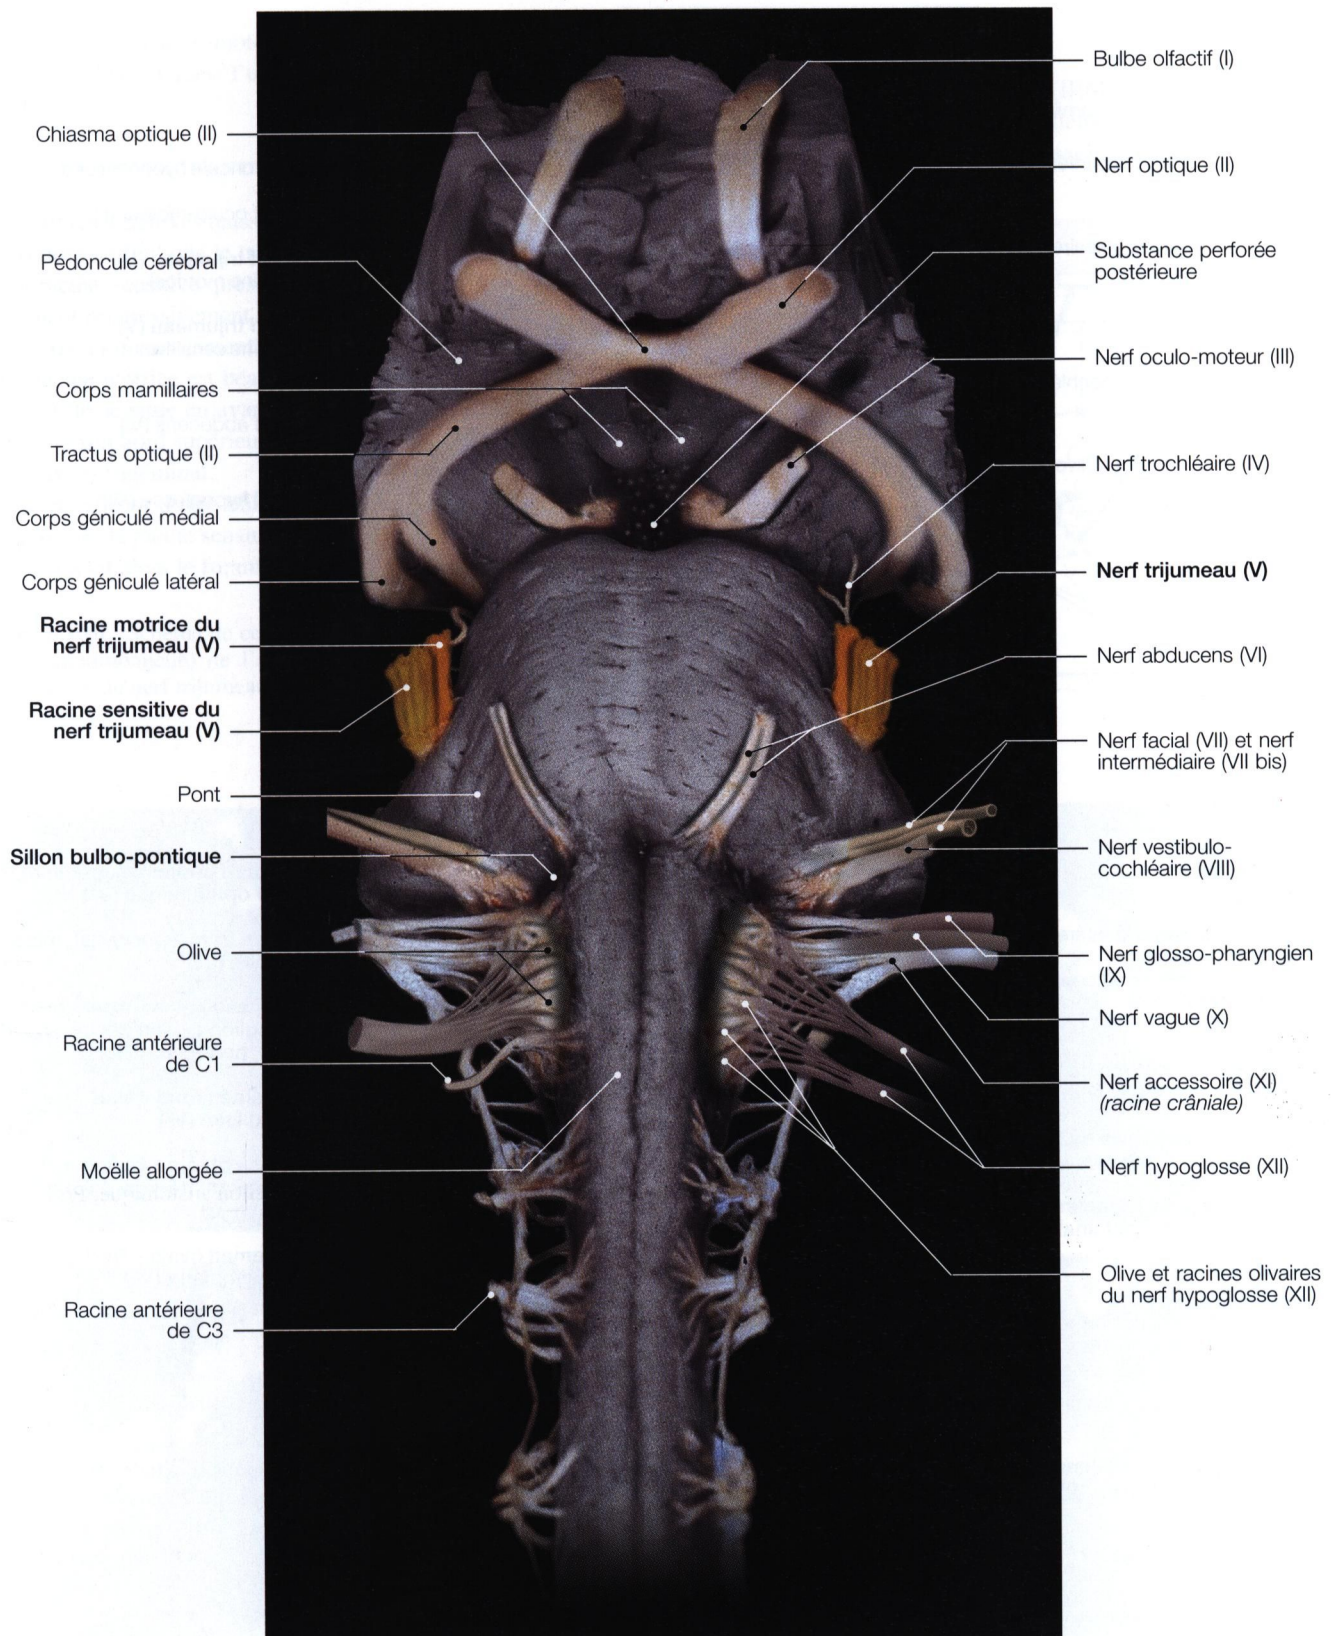 Chiasma optique (II)
Pédoncule cérébral
Corps mamillaires
Tractus optique (II)
Corps géniculé médial
Corps géniculé latéral
Racine motrice du
nerf trijumeau (V)
Racine sensitive du
nerf trijumeau (V)
Pont
Sillon bulbo-pontique
Olive
Racine antérieure
de C1
Moëlle allongée
Racine antérieure
de C3
Bulbe olfactif (I)
Nerf optique (II)
Substance perforée
postérieure
Nerf oculo-moteur (III)
Nerf trochléaire (IV)
Nerf trijumeau (V)
Nerf abducens (VI)
Nerf facial (VII) et nerf
intermédiaire (VII bis)
Nerf vestibulo-
cochléaire (VIII)
Nerf glosso-pharyngien
(IX)
Nerf vague (X)
Nerf accessoire (XI)
(racine crâniale)
Nerf hypoglosse (XII)
Olive et racines olivaires
du nerf hypoglosse (XII)